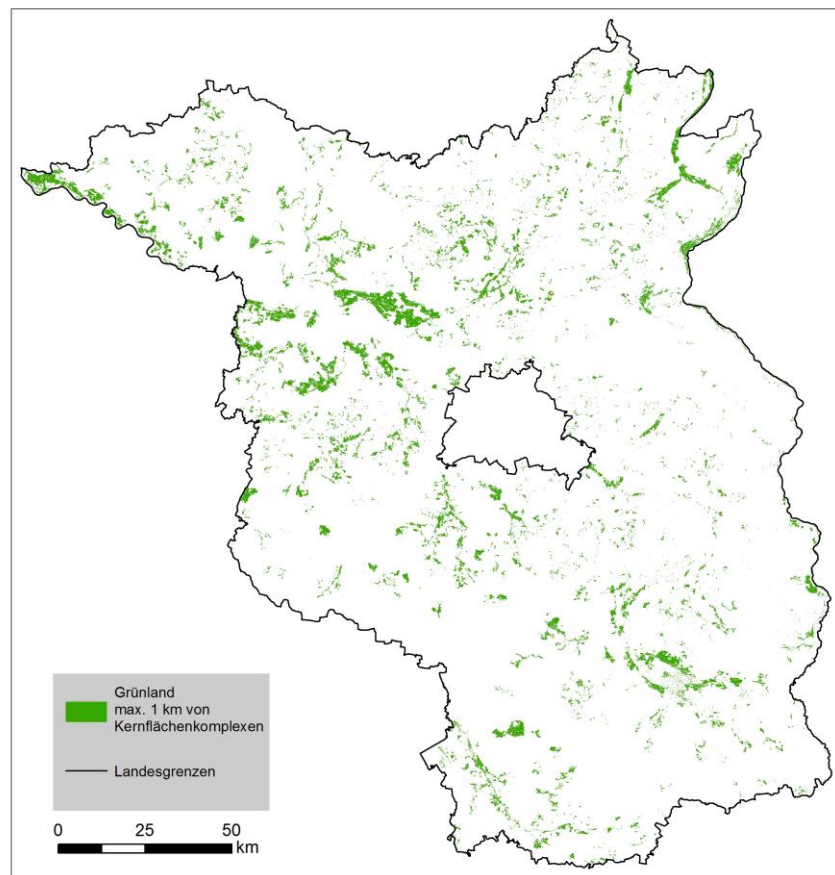 Grünland
max. 1 km von
Kernflächenkomplexen
Landesgrenzen
0 25 50
km